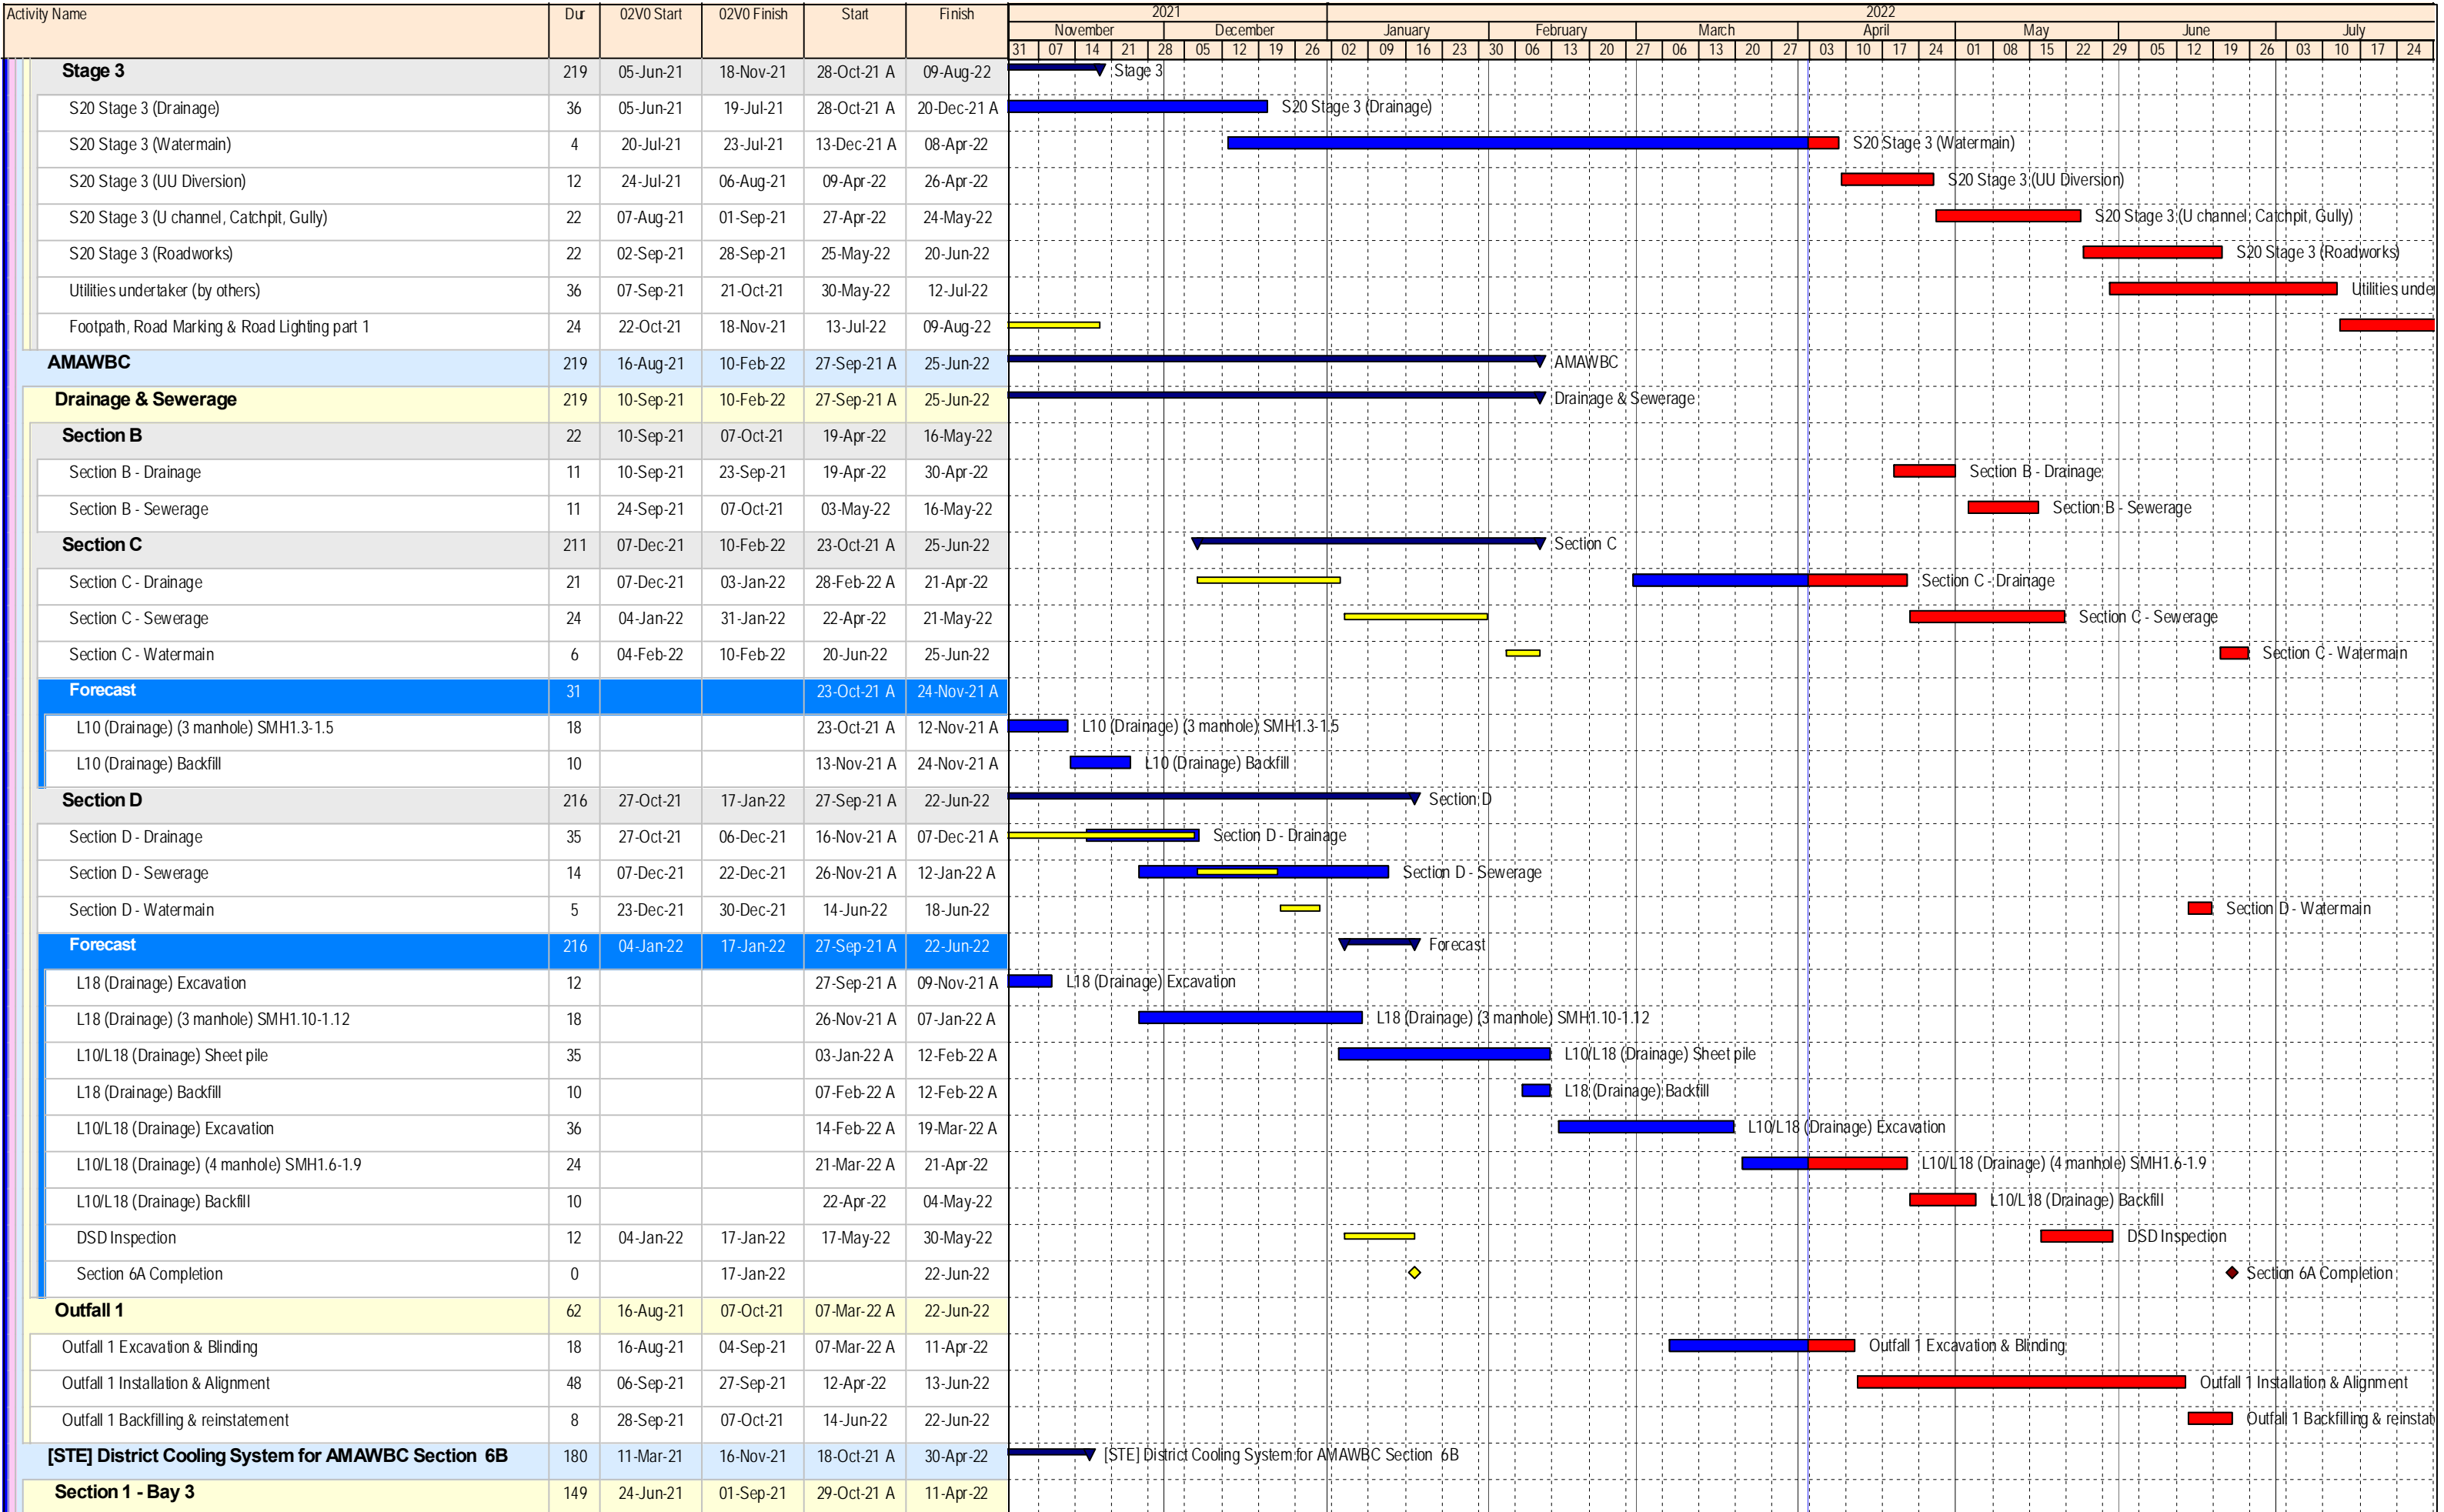 Activity Name Dur 02V0 Start 02V0 Finish Start Finish 2021 2022
November December January February March April May June July
31 07 14 21 28 05 12 19 26 02 09 16 23 30 06 13 20 27 06 13 20 27 03 10 17 24 01 08 15 22 29 05 12 19 26 03 10 17 24
Stage 3 219 05-Jun-21 18-Nov-21 28-Oct-21 A 09-Aug-22 Stage 3
S20 Stage 3 (Drainage) 36 05-Jun-21 19-Jul-21 28-Oct-21 A 20-Dec-21 A S20 Stage 3 (Drainage)
S20 Stage 3 (Watermain) 4 20-Jul-21 23-Jul-21 13-Dec-21 A 08-Apr-22 S20 Stage 3 (Watermain)
S20 Stage 3 (UU Diversion) 12 24-Jul-21 06-Aug-21 09-Apr-22 26-Apr-22 S20 Stage 3 (UU Diversion)
S20 Stage 3 (U channel, Catchpit, Gully) 22 07-Aug-21 01-Sep-21 27-Apr-22 24-May-22 S20 Stage 3 (U channel, Catchpit, Gully)
S20 Stage 3 (Roadworks) 22 02-Sep-21 28-Sep-21 25-May-22 20-Jun-22 S20 Stage 3 (Roadworks)
Utilities undertaker (by others) 36 07-Sep-21 21-Oct-21 30-May-22 12-Jul-22 Utilities unde
Footpath, Road Marking & Road Lighting part 1 24 22-Oct-21 18-Nov-21 13-Jul-22 09-Aug-22
AMAWBC 219 16-Aug-21 10-Feb-22 27-Sep-21 A 25-Jun-22 AMAWBC
Drainage & Sewerage 219 10-Sep-21 10-Feb-22 27-Sep-21 A 25-Jun-22 Drainage & Sewerage
Section B 22 10-Sep-21 07-Oct-21 19-Apr-22 16-May-22
Section B - Drainage 11 10-Sep-21 23-Sep-21 19-Apr-22 30-Apr-22 Section B - Drainage
Section B - Sewerage 11 24-Sep-21 07-Oct-21 03-May-22 16-May-22 Section B - Sewerage
Section C 211 07-Dec-21 10-Feb-22 23-Oct-21 A 25-Jun-22 Section C
Section C - Drainage 21 07-Dec-21 03-Jan-22 28-Feb-22 A 21-Apr-22 Section C - Drainage
Section C - Sewerage 24 04-Jan-22 31-Jan-22 22-Apr-22 21-May-22 Section C - Sewerage
Section C - Watermain 6 04-Feb-22 10-Feb-22 20-Jun-22 25-Jun-22 Section C - Watermain
Forecast 31 23-Oct-21 A 24-Nov-21 A
L10 (Drainage) (3 manhole) SMH1.3-1.5 18 23-Oct-21 A 12-Nov-21 A L10 (Drainage) (3 manhole) SMH1.3-1.5
L10 (Drainage) Backfill 10 13-Nov-21 A 24-Nov-21 A L10 (Drainage) Backfill
Section D 216 27-Oct-21 17-Jan-22 27-Sep-21 A 22-Jun-22 Section D
Section D - Drainage 35 27-Oct-21 06-Dec-21 16-Nov-21 A 07-Dec-21 A Section D - Drainage
Section D - Sewerage 14 07-Dec-21 22-Dec-21 26-Nov-21 A 12-Jan-22 A Section D - Sewerage
Section D - Watermain 5 23-Dec-21 30-Dec-21 14-Jun-22 18-Jun-22 Section D - Watermain
Forecast 216 04-Jan-22 17-Jan-22 27-Sep-21 A 22-Jun-22 Forecast
L18 (Drainage) Excavation 12 27-Sep-21 A 09-Nov-21 A L18 (Drainage) Excavation
L18 (Drainage) (3 manhole) SMH1.10-1.12 18 26-Nov-21 A 07-Jan-22 A L18 (Drainage) (3 manhole) SMH1.10-1.12
L10/L18 (Drainage) Sheet pile 35 03-Jan-22 A 12-Feb-22 A L10/L18 (Drainage) Sheet pile
L18 (Drainage) Backfill 10 07-Feb-22 A 12-Feb-22 A L18 (Drainage) Backfill
L10/L18 (Drainage) Excavation 36 14-Feb-22 A 19-Mar-22 A L10/L18 (Drainage) Excavation
L10/L18 (Drainage) (4 manhole) SMH1.6-1.9 24 21-Mar-22 A 21-Apr-22 L10/L18 (Drainage) (4 manhole) SMH1.6-1.9
L10/L18 (Drainage) Backfill 10 22-Apr-22 04-May-22 L10/L18 (Drainage) Backfill
DSD Inspection 12 04-Jan-22 17-Jan-22 17-May-22 30-May-22 DSD Inspection
Section 6A Completion 0 17-Jan-22 22-Jun-22 Section 6A Completion
Outfall 1 62 16-Aug-21 07-Oct-21 07-Mar-22 A 22-Jun-22
Outfall 1 Excavation & Blinding 18 16-Aug-21 04-Sep-21 07-Mar-22 A 11-Apr-22 Outfall 1 Excavation & Blinding
Outfall 1 Installation & Alignment 48 06-Sep-21 27-Sep-21 12-Apr-22 13-Jun-22 Outfall 1 Installation & Alignment
Outfall 1 Backfilling & reinstatement 8 28-Sep-21 07-Oct-21 14-Jun-22 22-Jun-22 Outfall 1 Backfilling & reinstat
[STE] District Cooling System for AMAWBC Section 6B 180 11-Mar-21 16-Nov-21 18-Oct-21 A 30-Apr-22 [STE] District Cooling System for AMAWBC Section 6B
Section 1 - Bay 3 149 24-Jun-21 01-Sep-21 29-Oct-21 A 11-Apr-22